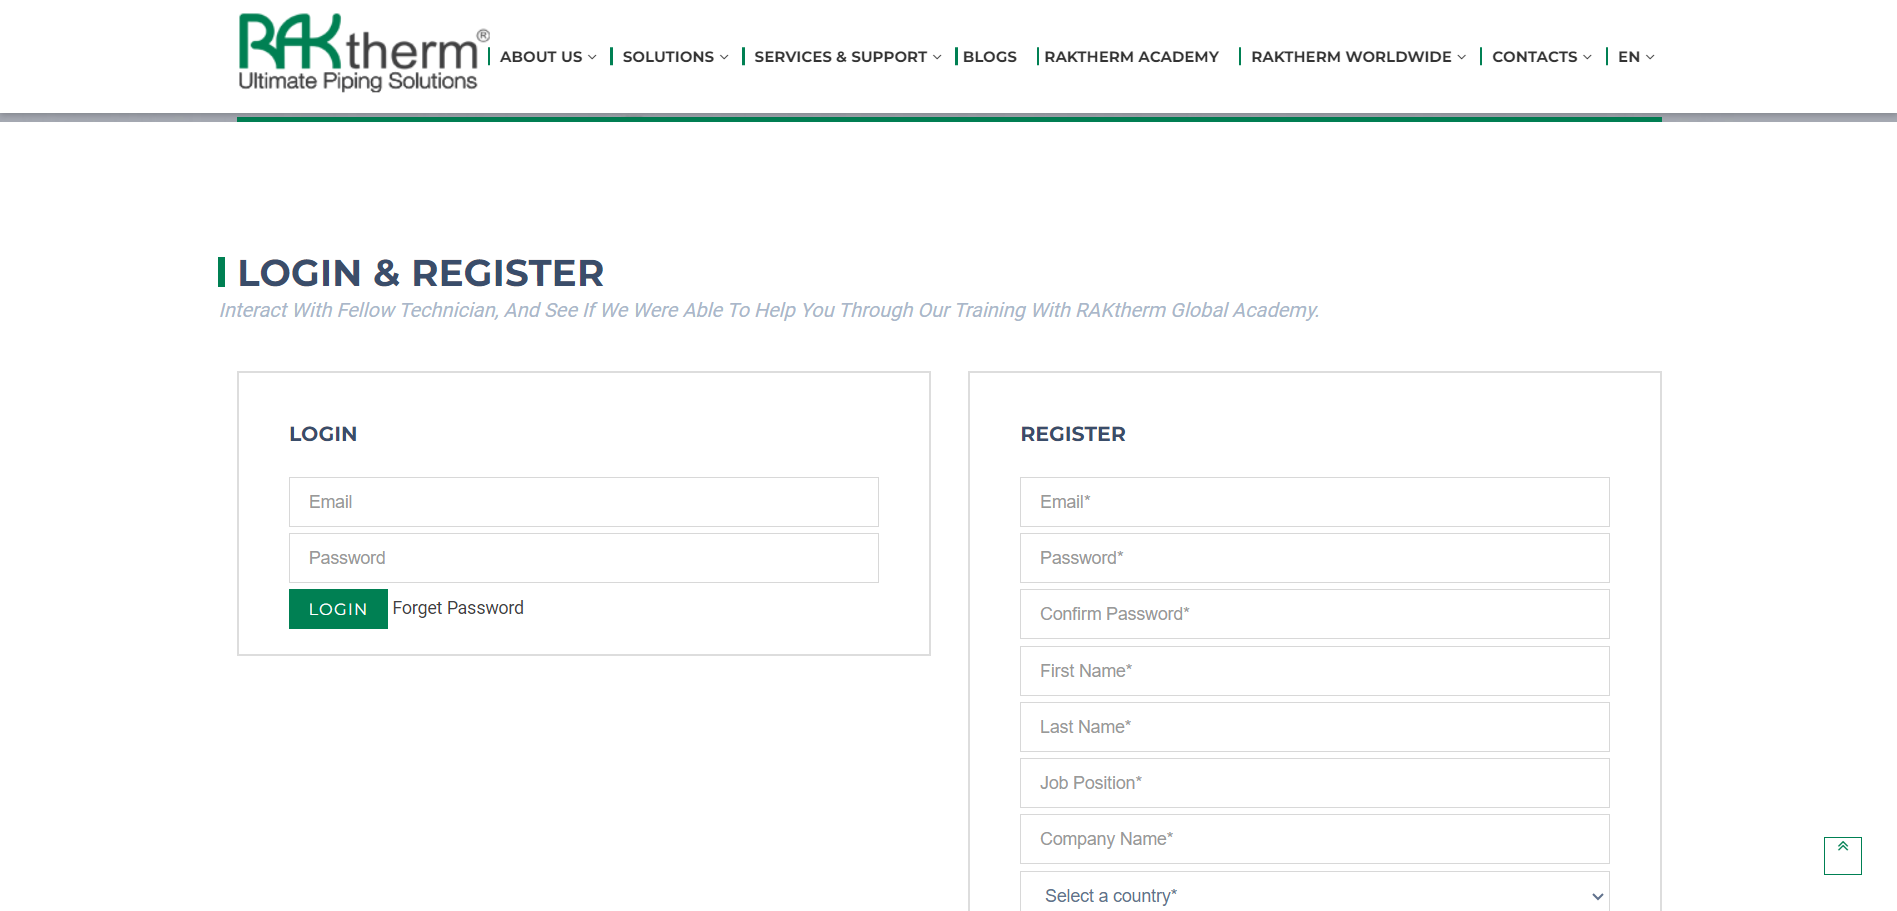 RAKtherm®
Ultimate Piping Solutions
ABOUT US
SOLUTIONS
SERVICES & SUPPORT
BLOGS
RAKTHERM ACADEMY
RAKTHERM WORLDWIDE
CONTACTS
EN
LOGIN & REGISTER
Interact With Fellow Technician, And See If We Were Able To Help You Through Our Training With RAKtherm Global Academy.
LOGIN
Email
Password
LOGIN Forget Password
REGISTER
Email*
Password*
Confirm Password*
First Name*
Last Name*
Job Position*
Company Name*
Select a country*